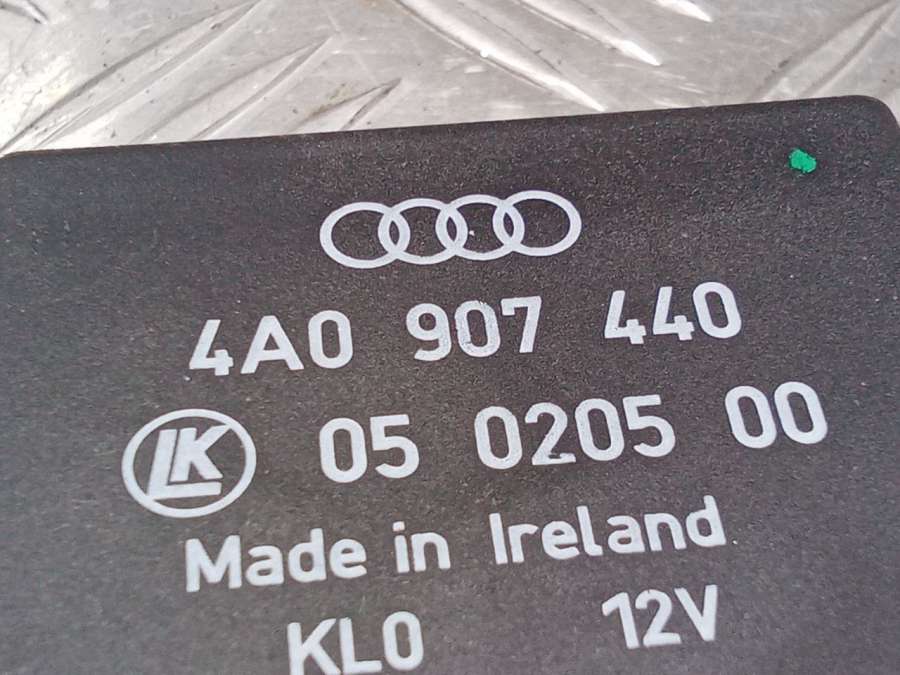 4A0 907 440
LK 05 0205 00
Made in Ireland
KL0 12V